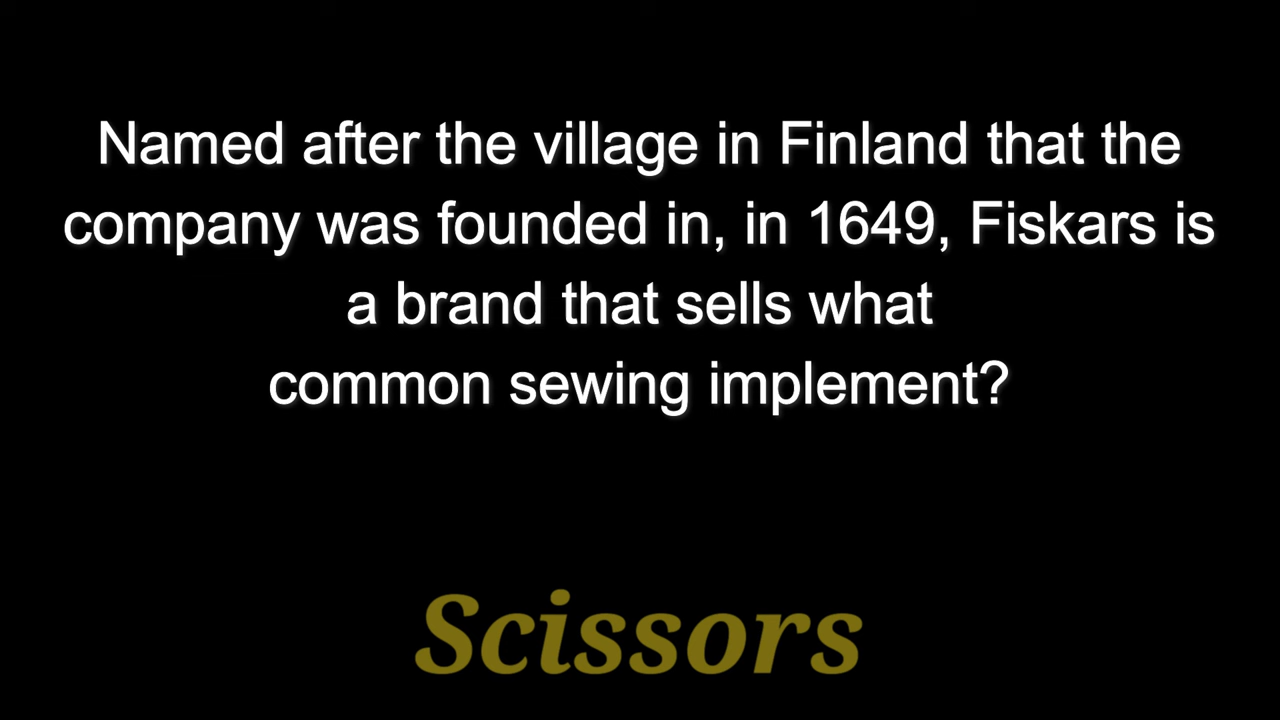 Named after the village in Finland that the
company was founded in, in 1649, Fiskars is
a brand that sells what
common sewing implement?
Scissors